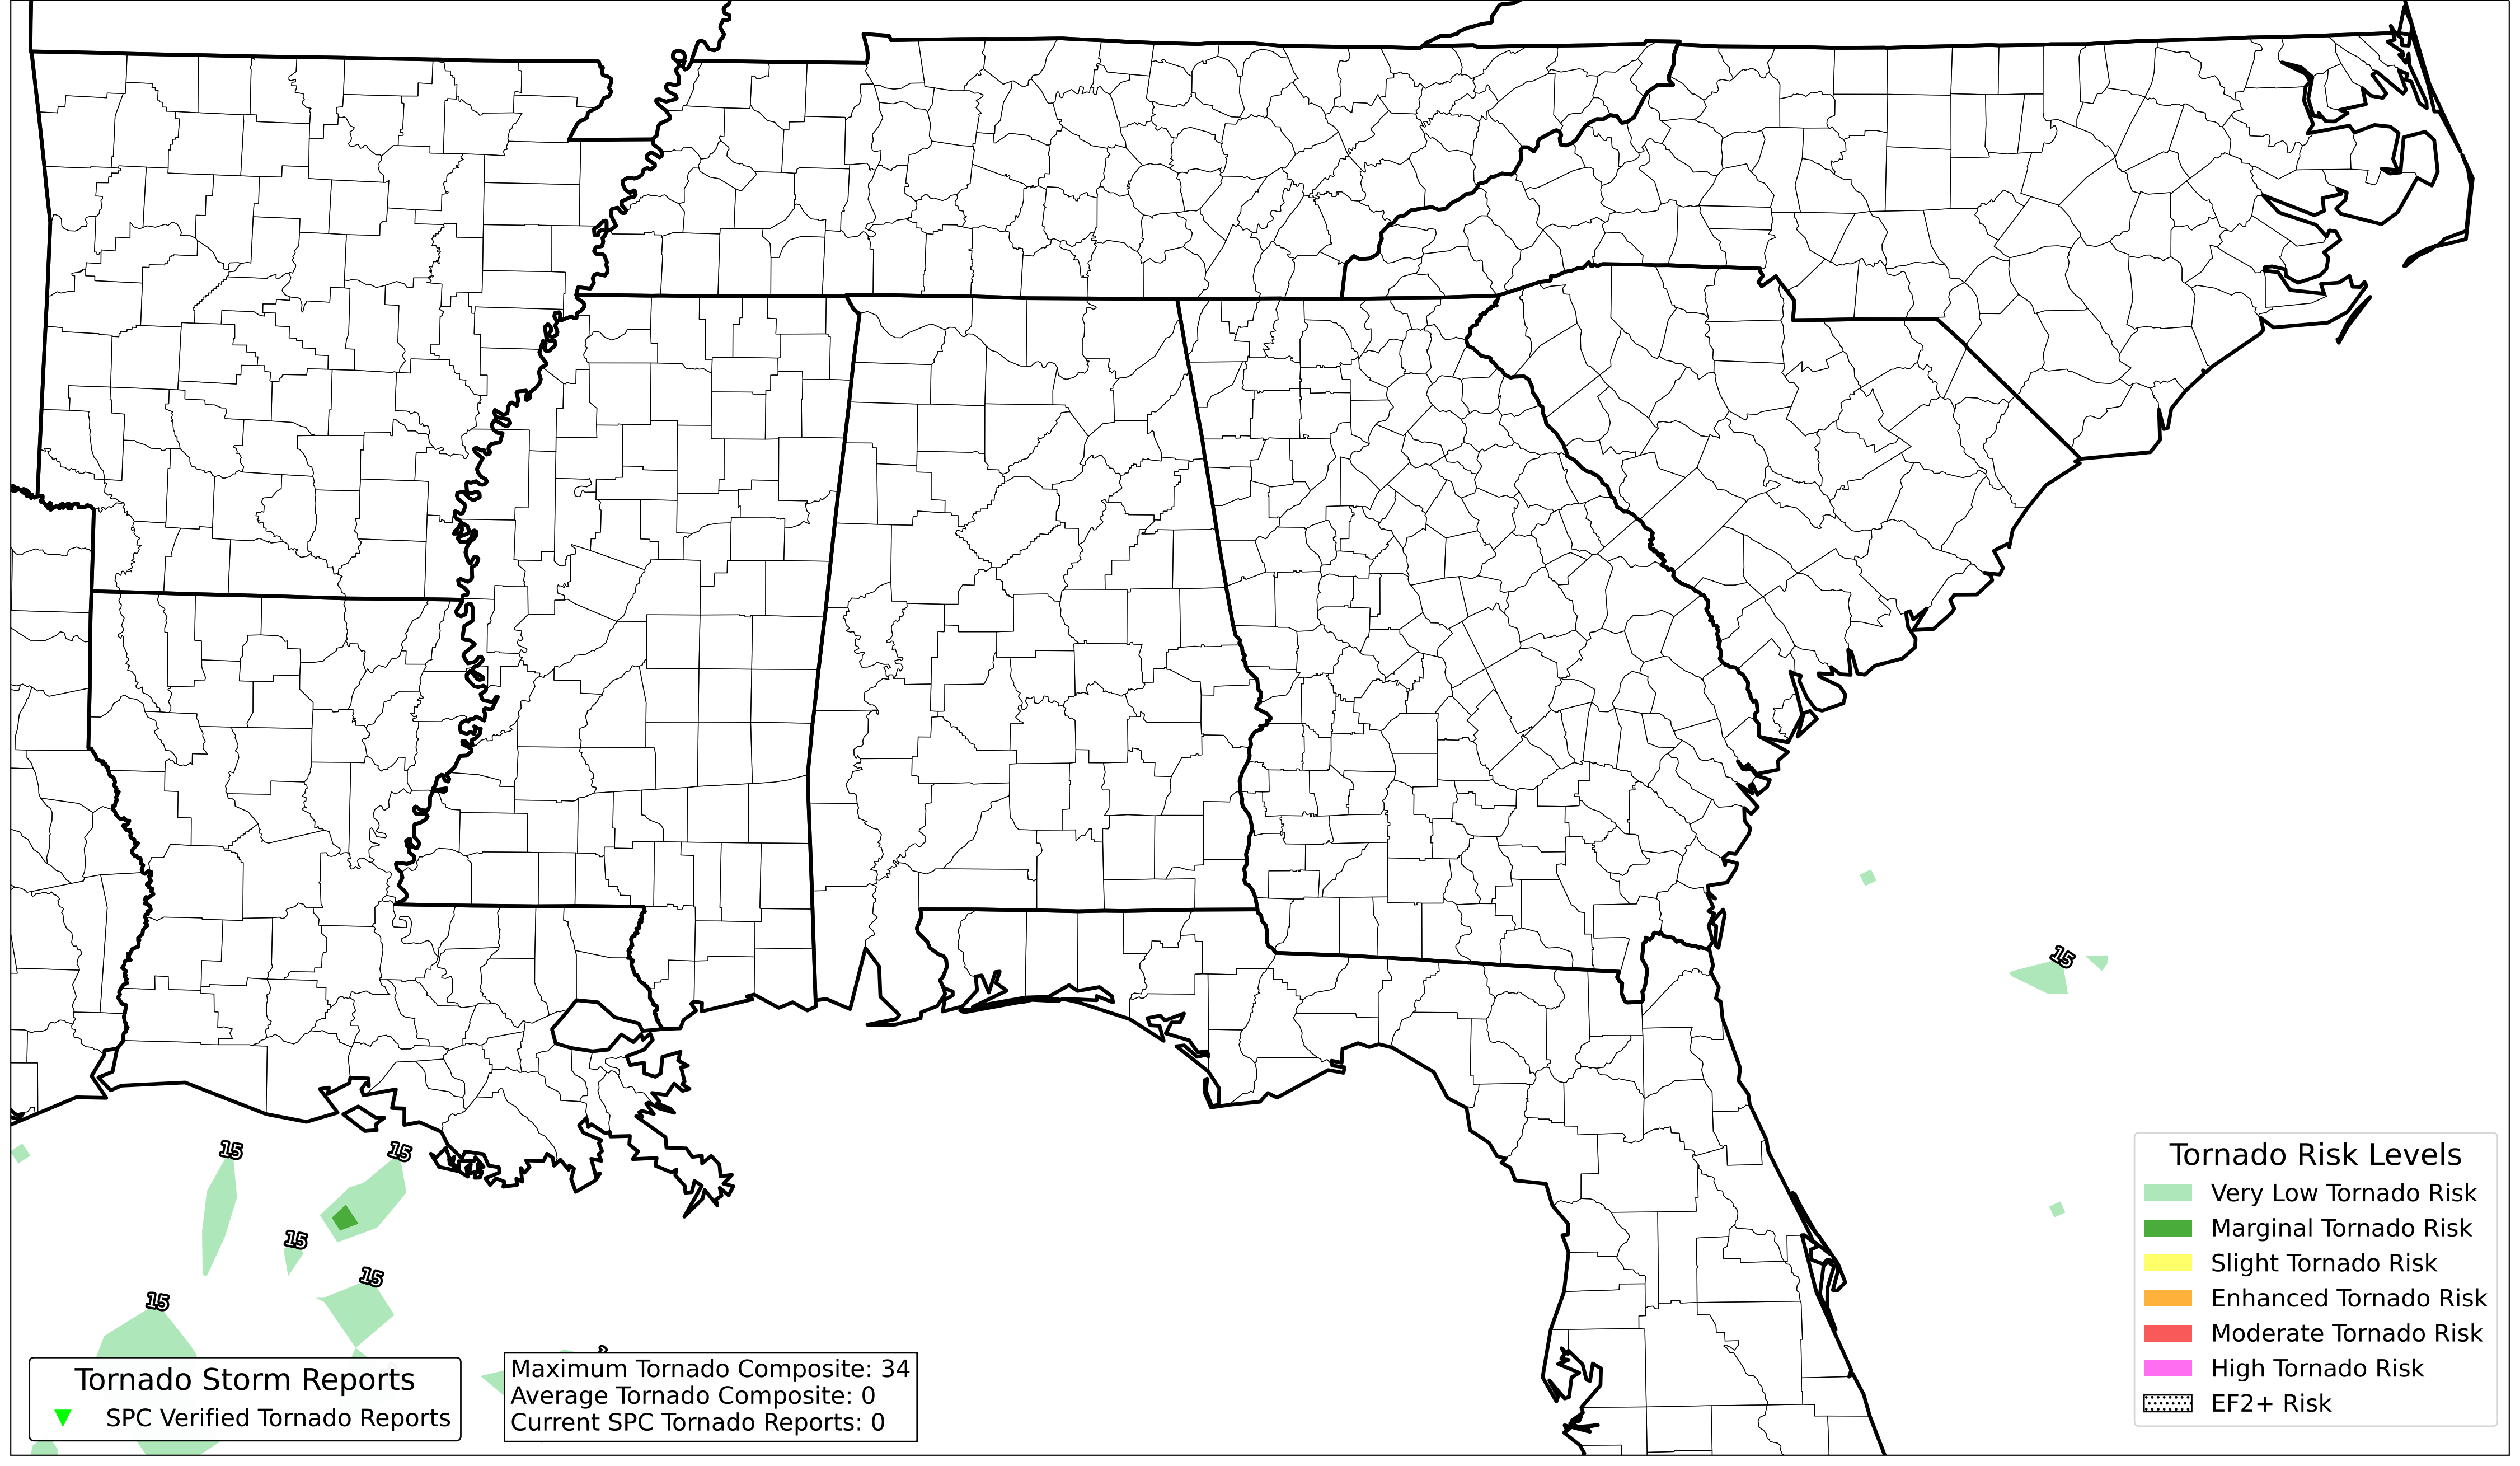 15
15
15
15
15
15
Tornado Storm Reports
SPC Verified Tornado Reports
Maximum Tornado Composite: 34
Average Tornado Composite: 0
Current SPC Tornado Reports: 0
Tornado Risk Levels
Very Low Tornado Risk
Marginal Tornado Risk
Slight Tornado Risk
Enhanced Tornado Risk
Moderate Tornado Risk
High Tornado Risk
EF2+ Risk